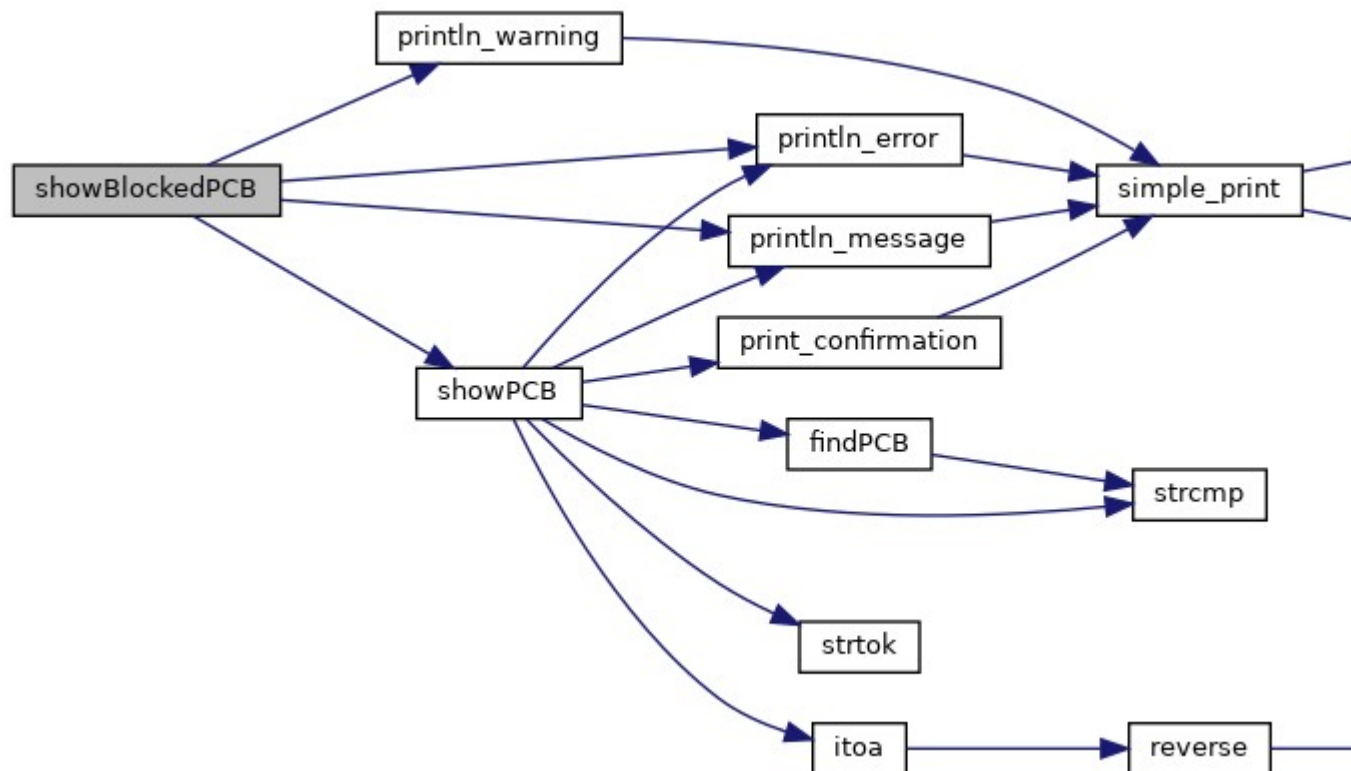 println_warning
println_error
showBlockedPCB
simple_print
println_message
print_confirmation
showPCB
findPCB
strcmp
strtok
itoa
reverse